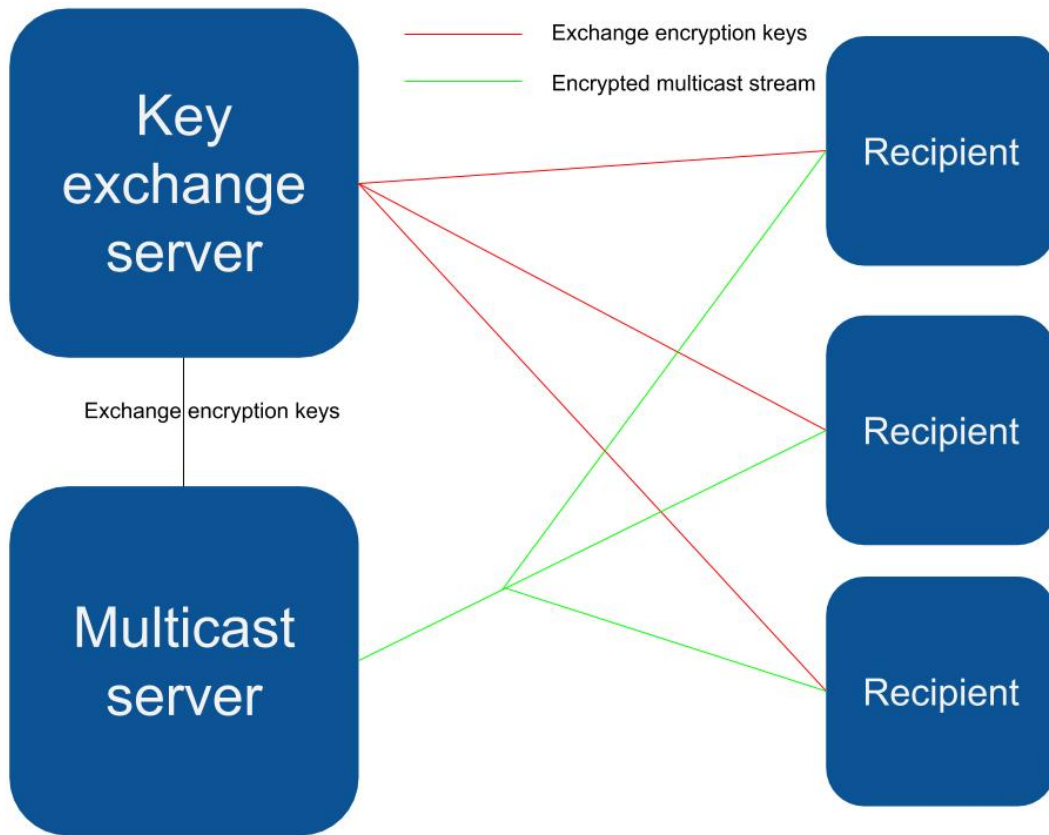 Key
exchange
server
Exchange encryption keys
Encrypted multicast stream
Recipient
Exchange encryption keys
Recipient
Multicast
server
Recipient